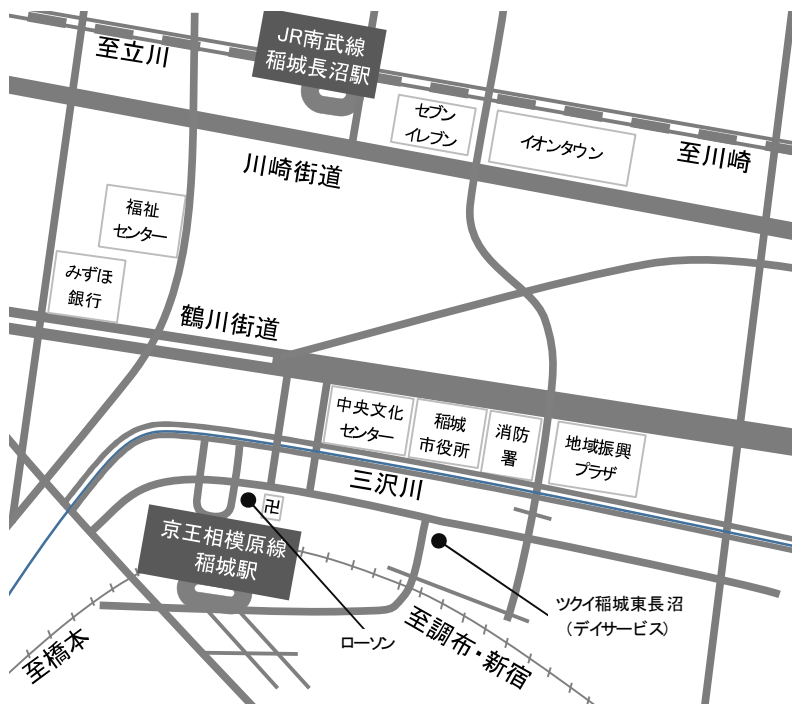 JR南武線
稲城長沼駅
至立川
セブン
イレブン
イオンタウン
至川崎
川崎街道
福祉
センター
みずほ
銀行
鶴川街道
中央文化
センター
稲城
市役所
消防
署
地域振興
プラザ
三沢川
卍
京王相模原線
稲城駅
ツクイ稲城東長沼
（デイサービス）
ローソン
至調布・新宿
至橋本